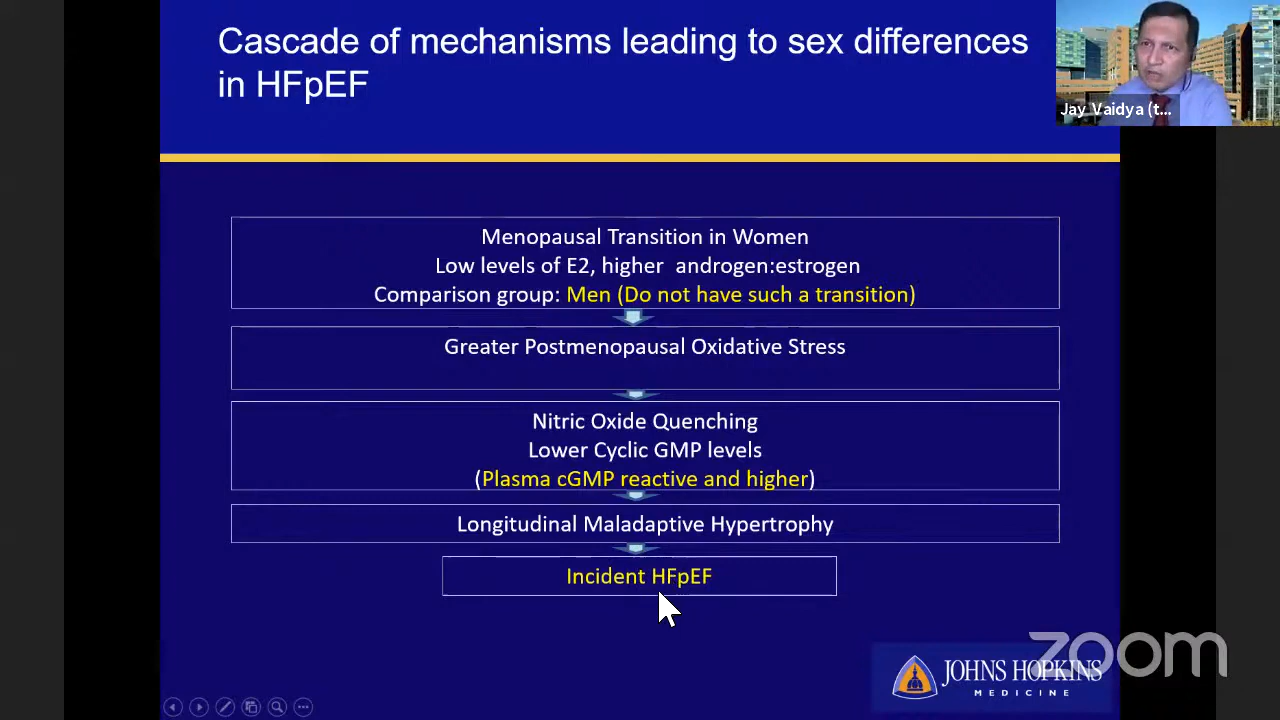 Cascade of mechanisms leading to sex differences
in HFpEF
Jay Vaidya (t...
Menopausal Transition in Women
Low levels of E2, higher androgen:estrogen
Comparison group: Men (Do not have such a transition)
Greater Postmenopausal Oxidative Stress
Nitric Oxide Quenching
Lower Cyclic GMP levels
(Plasma cGMP reactive and higher)
Longitudinal Maladaptive Hypertrophy
Incident HFpEF
zoom
JOHNS HOPKINS
MEDICINE